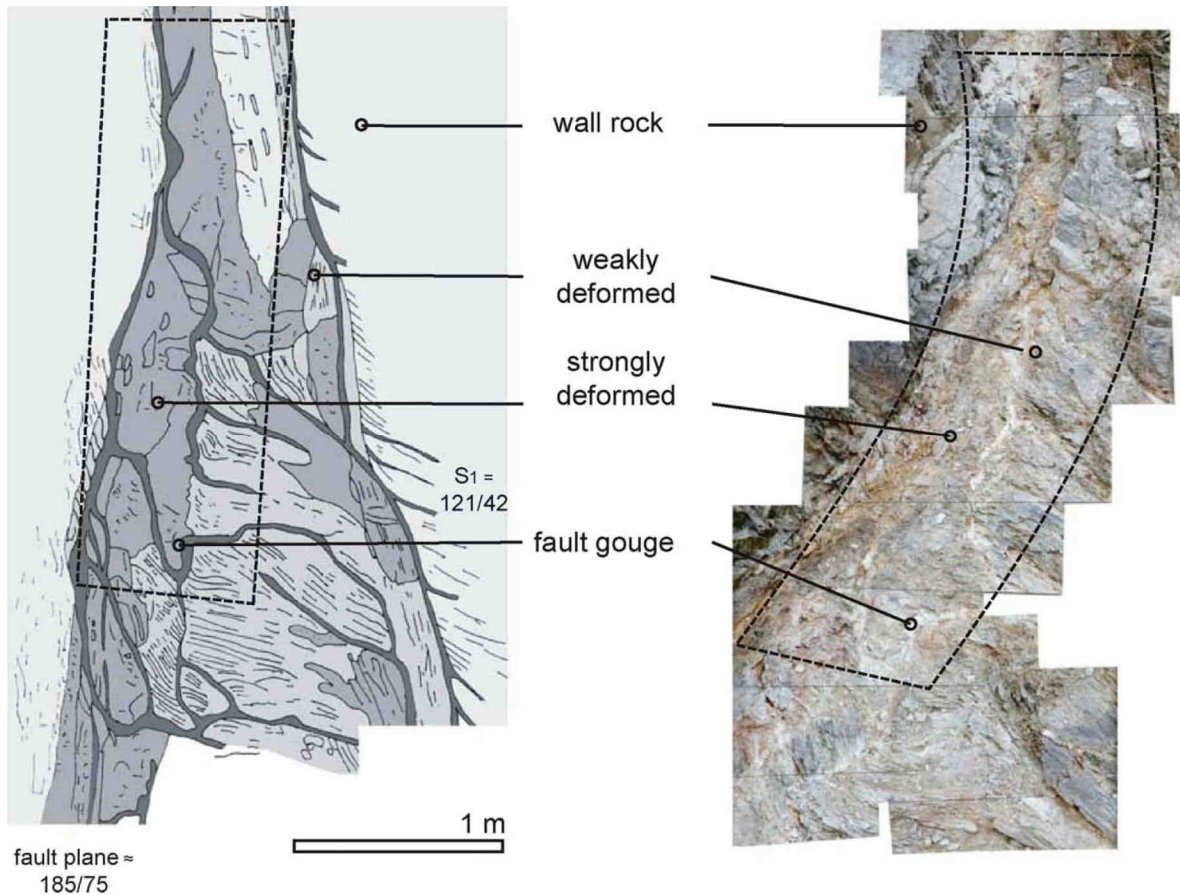 wall rock
weakly
deformed
strongly
deformed
S1 =
121/42
fault gouge
1 m
fault plane ≈
185/75